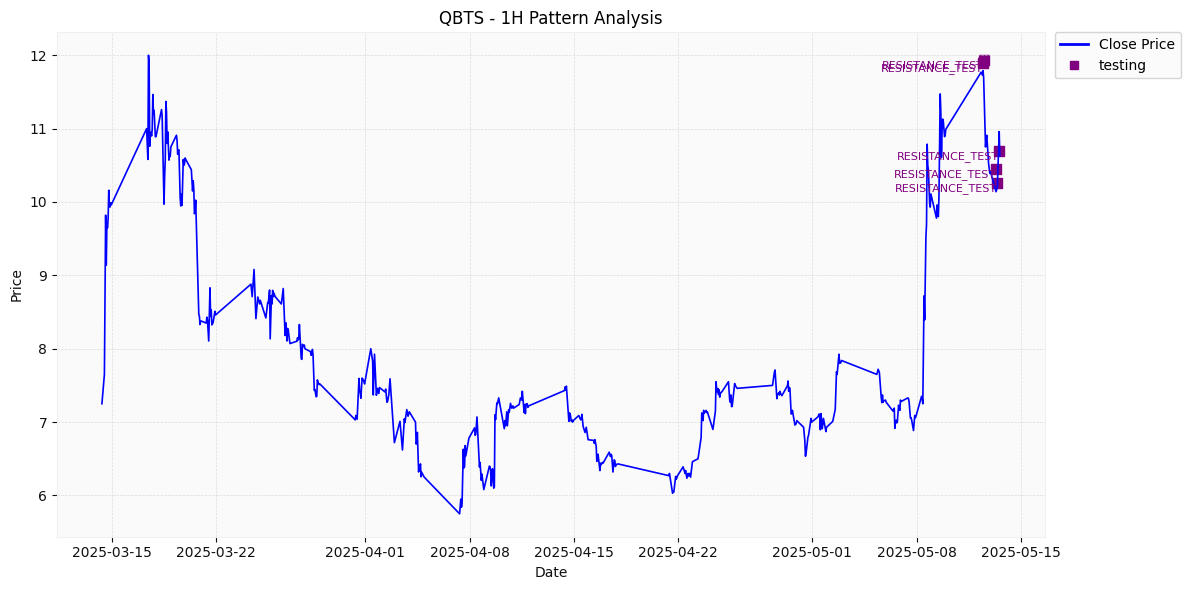 QBTS - 1H Pattern Analysis
Close Price
testing
RESISTANCE_TEST
RESISTANCE_TEST
RESISTANCE_TEST
RESISTANCE_TEST
RESISTANCE_TEST
12
11
10
9
8
7
6
Price
2025-03-15
2025-03-22
2025-04-01
2025-04-08
2025-04-15
2025-04-22
2025-05-01
2025-05-08
2025-05-15
Date